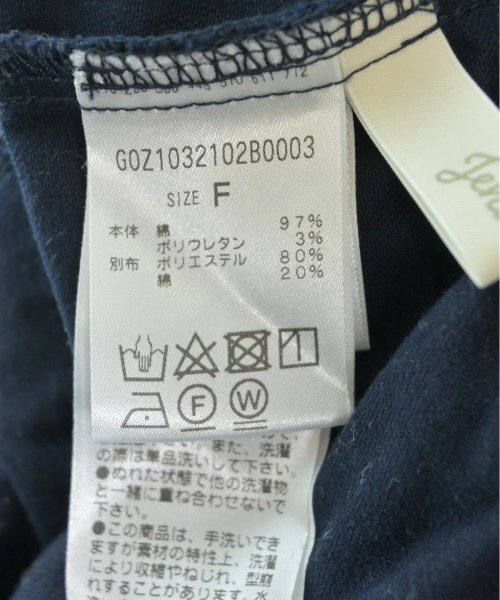 G0Z1032102B0003
SIZE F
本体 綿 97%
ポリウレタン 3%
別布 ポリエステル 80%
綿 20%
F W
また、洗濯
の際は単品洗いして下さい。
●ぬれた状態で他の洗濯物
と一緒に重ね合わせないで
下さい。
●この商品は、手洗いでき
ますが素材の特性上、洗濯
により収縮やねじれ、型崩
れすることがあります。水
Jen